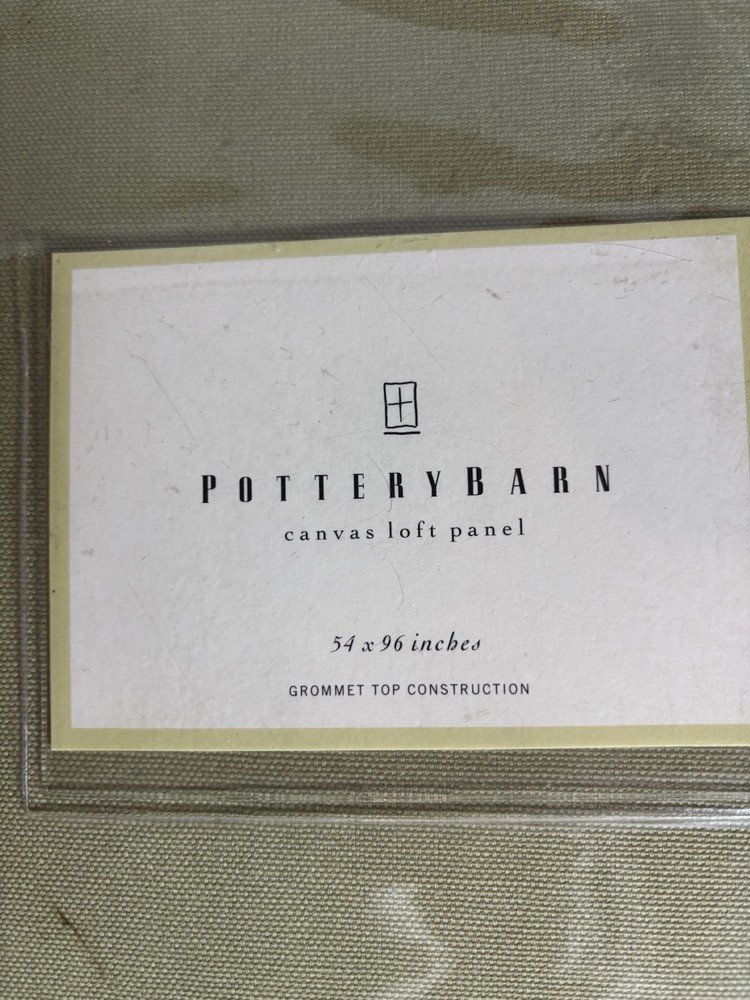 POTTERYBARN
canvas loft panel
54 x 96 inches
GROMMET TOP CONSTRUCTION